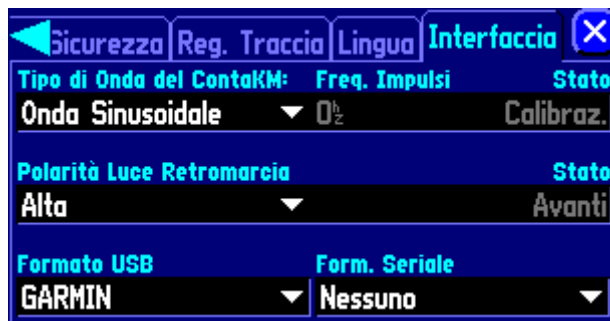 Sicurezza Reg. Traccia Lingua Interfaccia
Tipo di Onda del ContaKM: Freq. Impulsi Stato
Onda Sinusoidale 0hz Calibraz.
Polarità Luce Retromarcia Stato
Alta Avanti
Formato USB Form. Seriale
GARMIN Nessuno